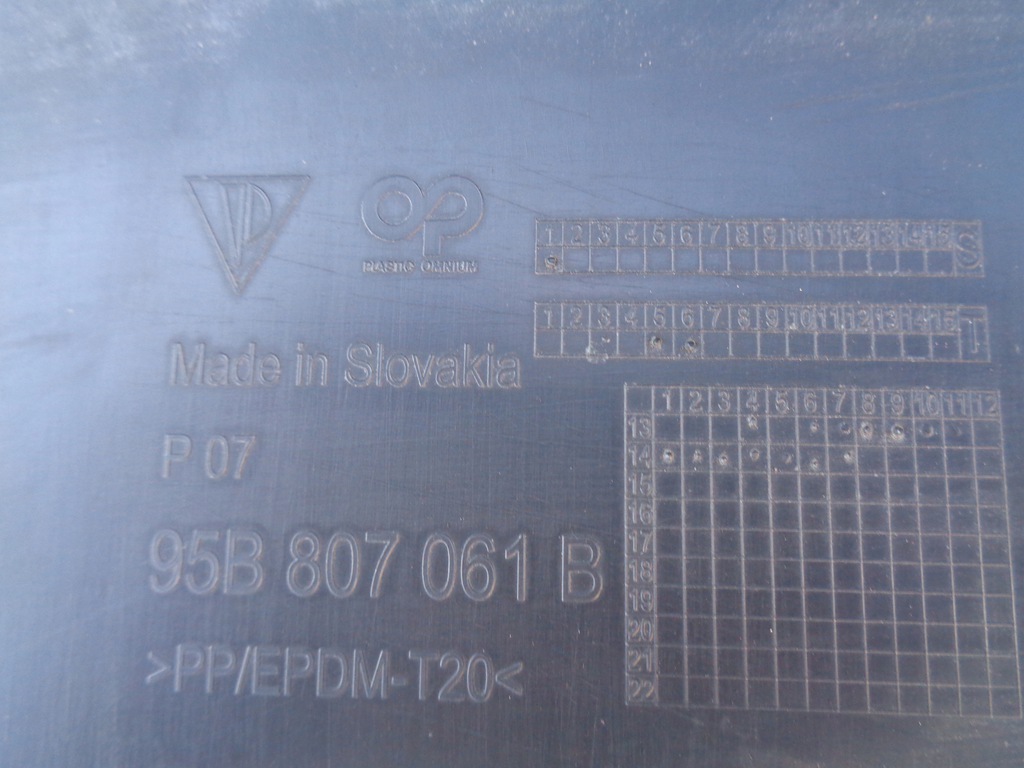 VP
OP
PLASTIC OMNIUM
1 2 3 4 5 6 7 8 9 10 11 12 13 14 15 S
1 2 3 4 5 6 7 8 9 10 11 12 13 14 15 T
Made in Slovakia
P 07
95B 807 061 B
>PP/EPDM-T20<
1 2 3 4 5 6 7 8 9 10 11 12
13
14
15
16
17
18
19
20
21
22